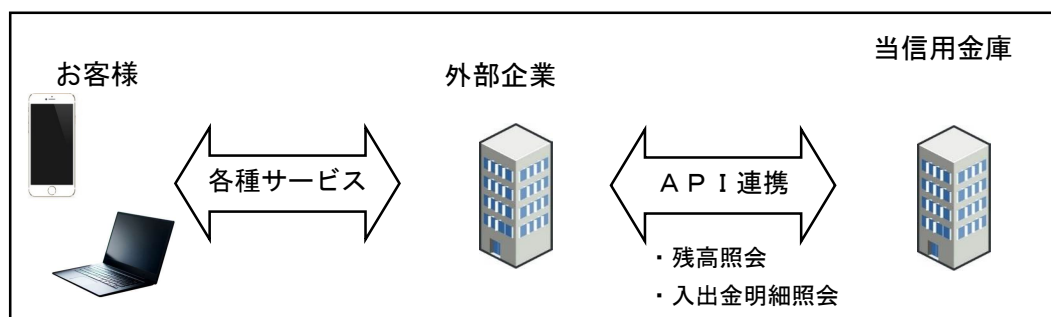 お客様
外部企業
当信用金庫
各種サービス
ＡＰＩ連携
・残高照会
・入出金明細照会